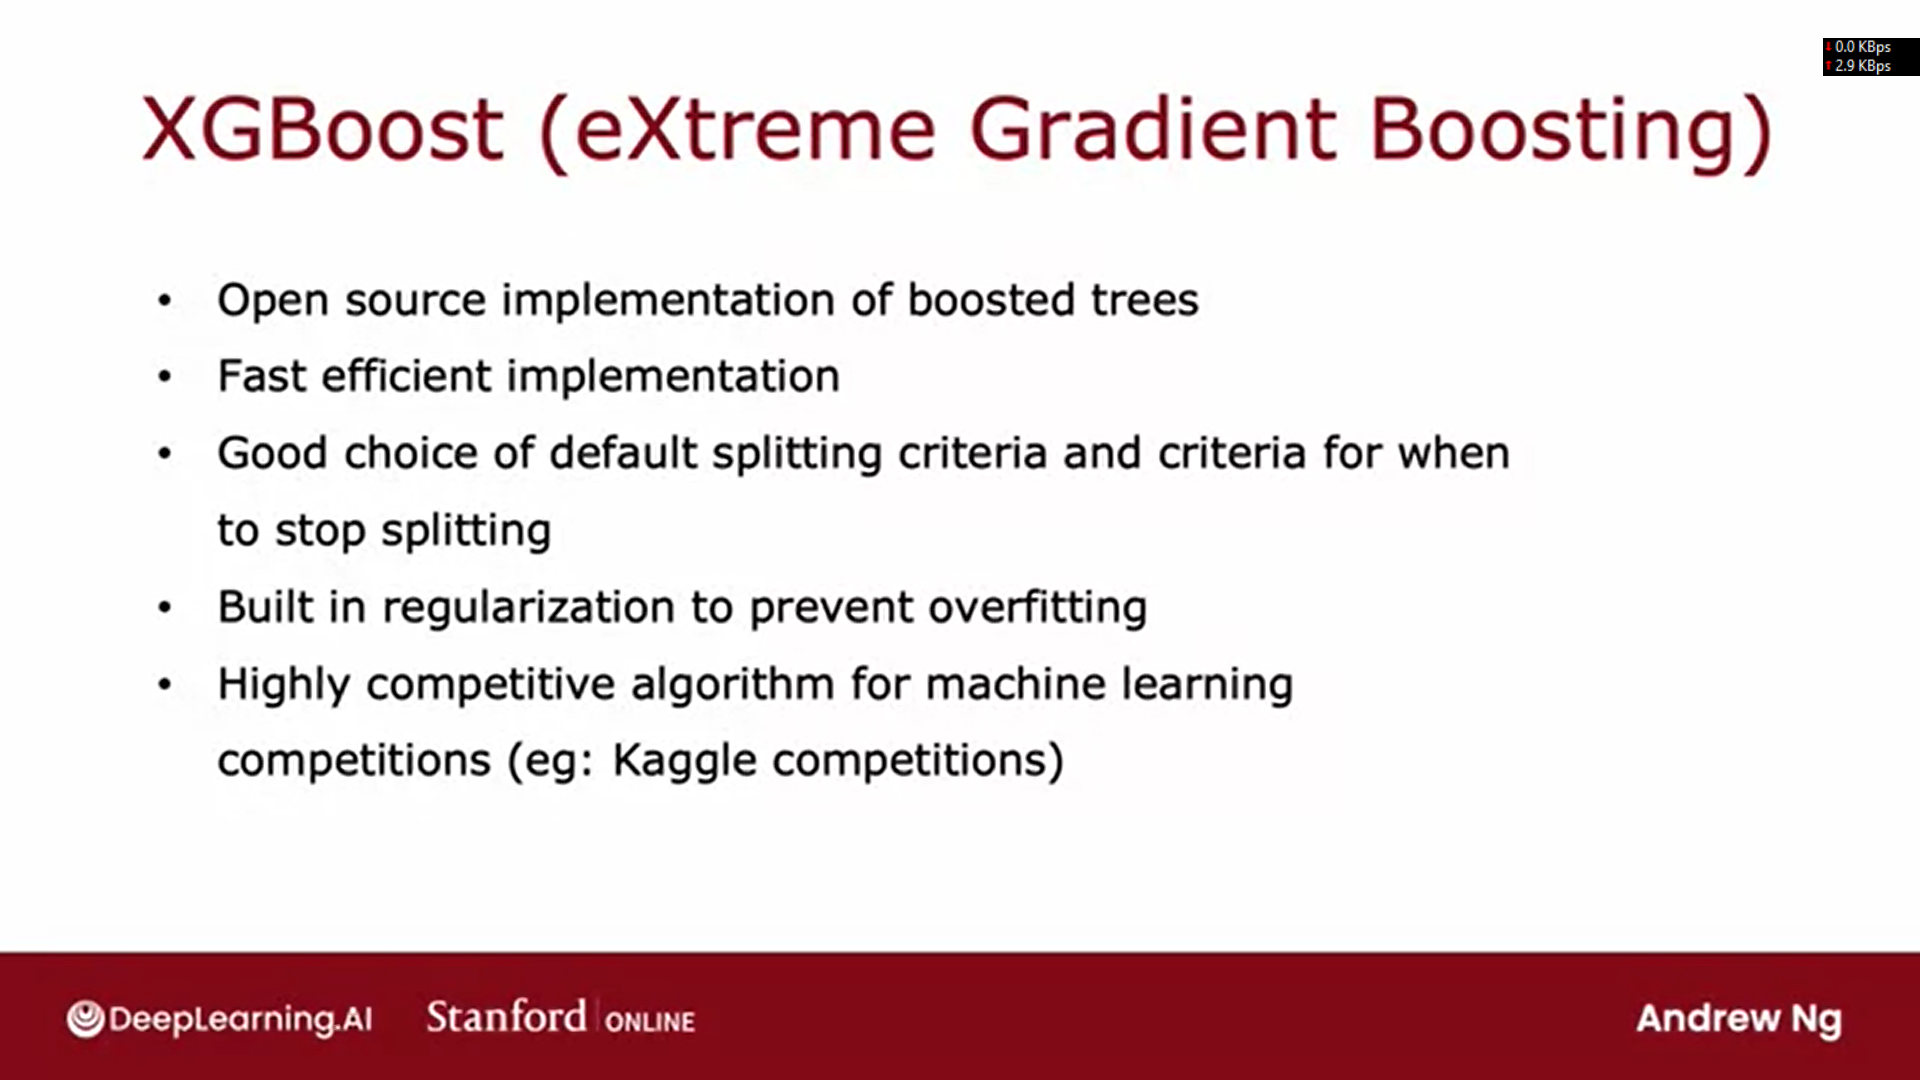 0.0 KBps
2.9 KBps
XGBoost (eXtreme Gradient Boosting)
• Open source implementation of boosted trees
• Fast efficient implementation
• Good choice of default splitting criteria and criteria for when
to stop splitting
• Built in regularization to prevent overfitting
• Highly competitive algorithm for machine learning
competitions (eg: Kaggle competitions)
DeepLearning.AI Stanford ONLINE Andrew Ng